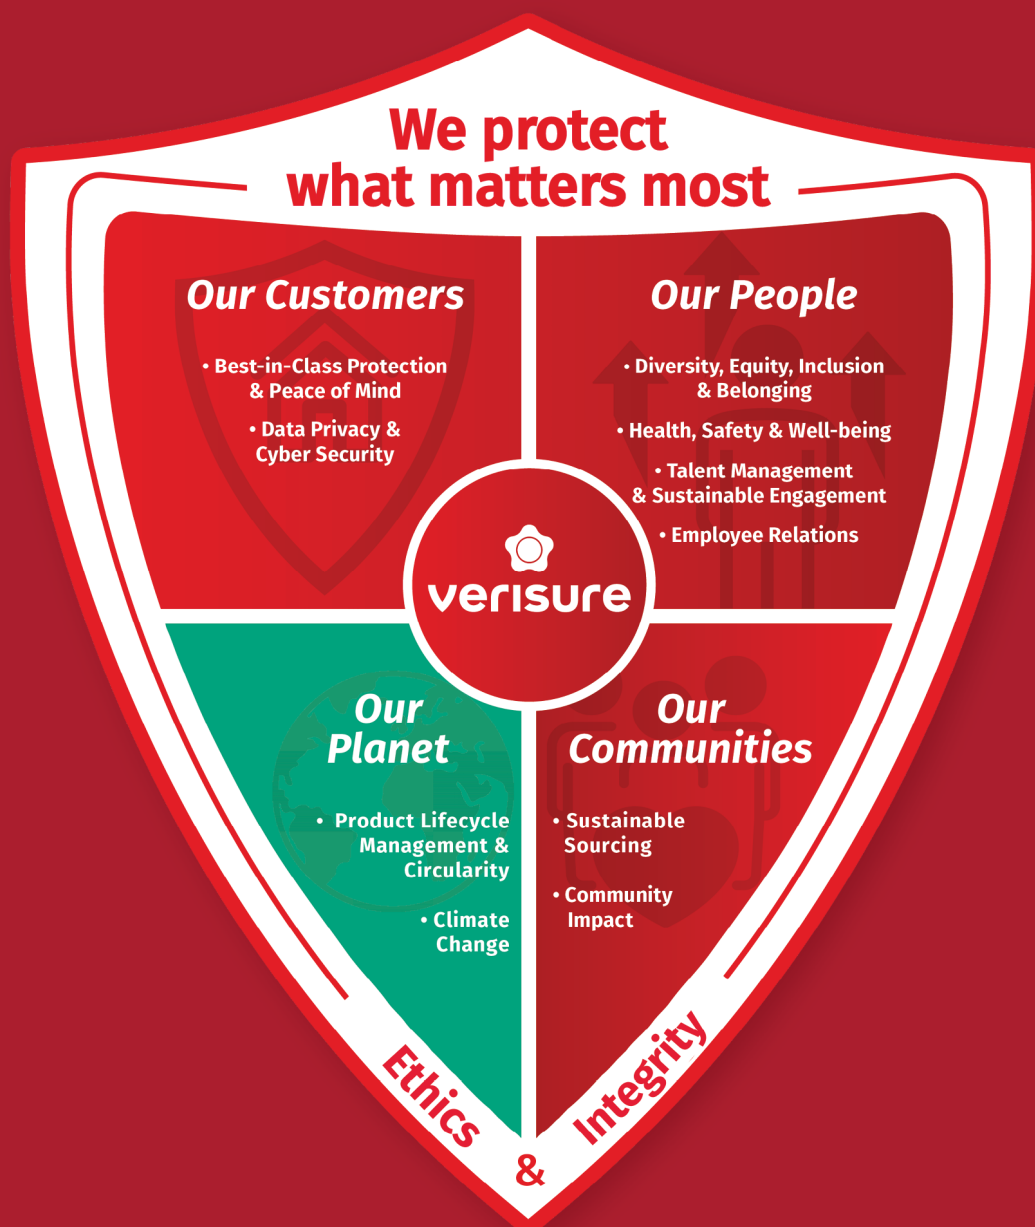 We protect
what matters most
Our Customers
• Best-in-Class Protection
& Peace of Mind
• Data Privacy &
Cyber Security
Our People
• Diversity, Equity, Inclusion
& Belonging
• Health, Safety & Well-being
• Talent Management
& Sustainable Engagement
• Employee Relations
verisure
Our
Planet
• Product Lifecycle
Management &
Circularity
• Climate
Change
Our
Communities
• Sustainable
Sourcing
• Community
Impact
Ethics
&
Integrity